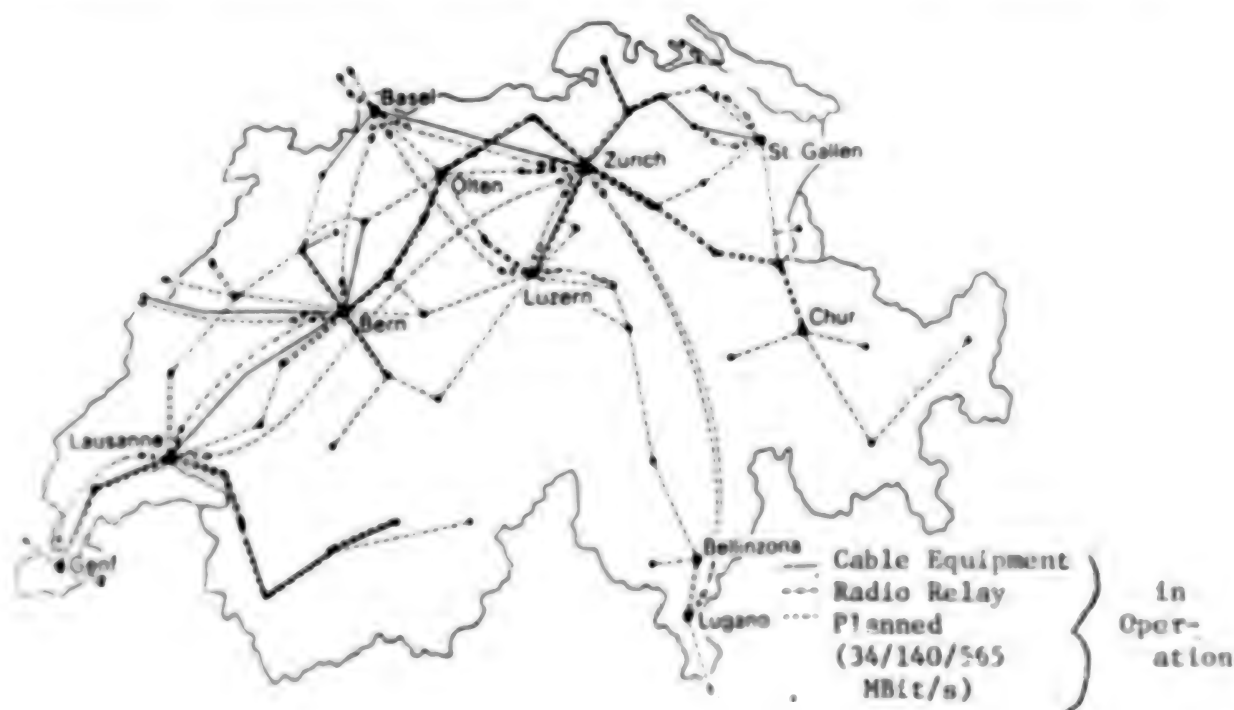 Basel
Zurich
St. Gallen
Olten
Luzern
Bern
Chur
Lausanne
Genf
Bellinzona
Lugano
Cable Equipment
Radio Relay
Planned
(34/140/565
MBit/s)
in
Oper-
ation